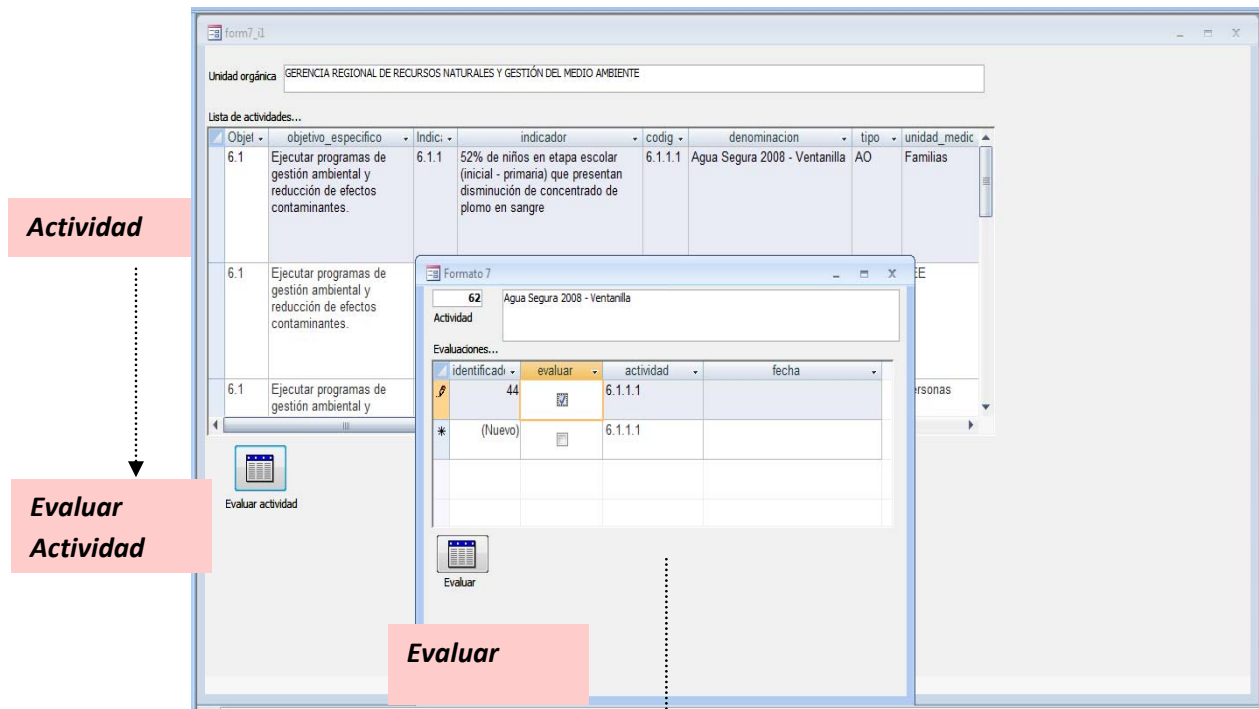 form7_i1
Unidad orgánica GERENCIA REGIONAL DE RECURSOS NATURALES Y GESTIÓN DEL MEDIO AMBIENTE
Lista de actividades...
Objet objetivo_especifico Indic: indicador codig denominacion tipo unidad_medic
6.1 Ejecutar programas de 6.1.1 52% de niños en etapa escolar 6.1.1.1 Agua Segura 2008 - Ventanilla AO Familias
gestión ambiental y (inicial - primaria) que presentan
reducción de efectos disminución de concentrado de
contaminantes. plomo en sangre
Actividad
6.1 Ejecutar programas de
gestión ambiental y
reducción de efectos
contaminantes.
6.1 Ejecutar programas de ersonas
gestión ambiental y
Formato 7
62 Agua Segura 2008 - Ventanilla
Actividad
Evaluaciones...
identificad evaluar actividad fecha
44 6.1.1.1
(Nuevo) 6.1.1.1
Evaluar actividad
Evaluar
Actividad
Evaluar
Evaluar